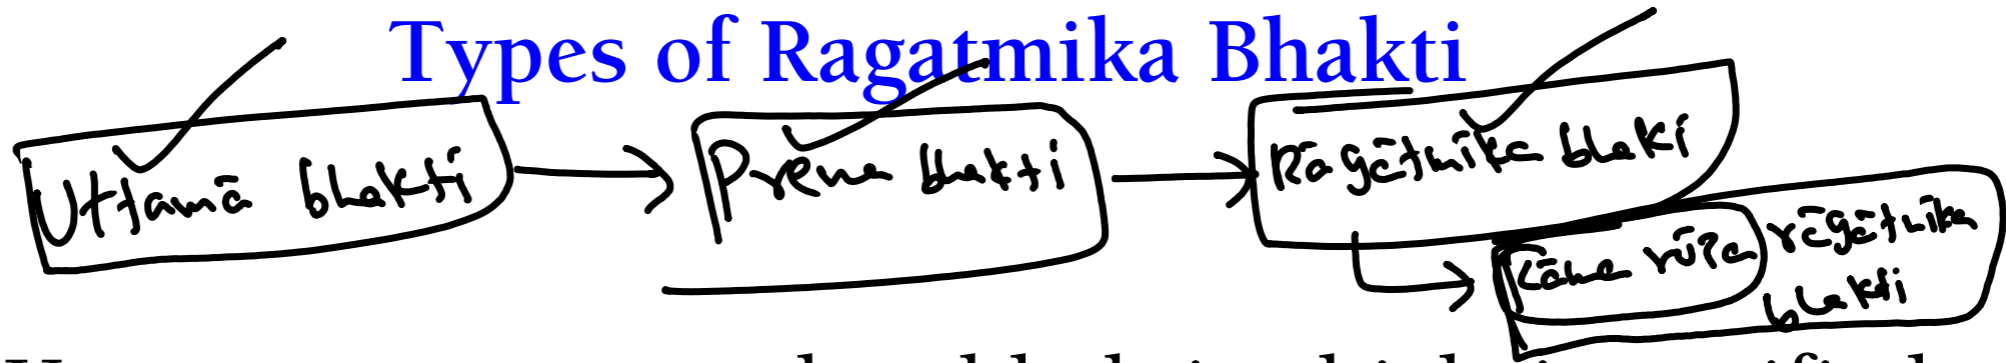 Types of Ragatmika Bhakti
Uttamā bhakti → Prema bhakti → Rāgātmika bhakti
Kāma rūpa rāgātmika
bhakti